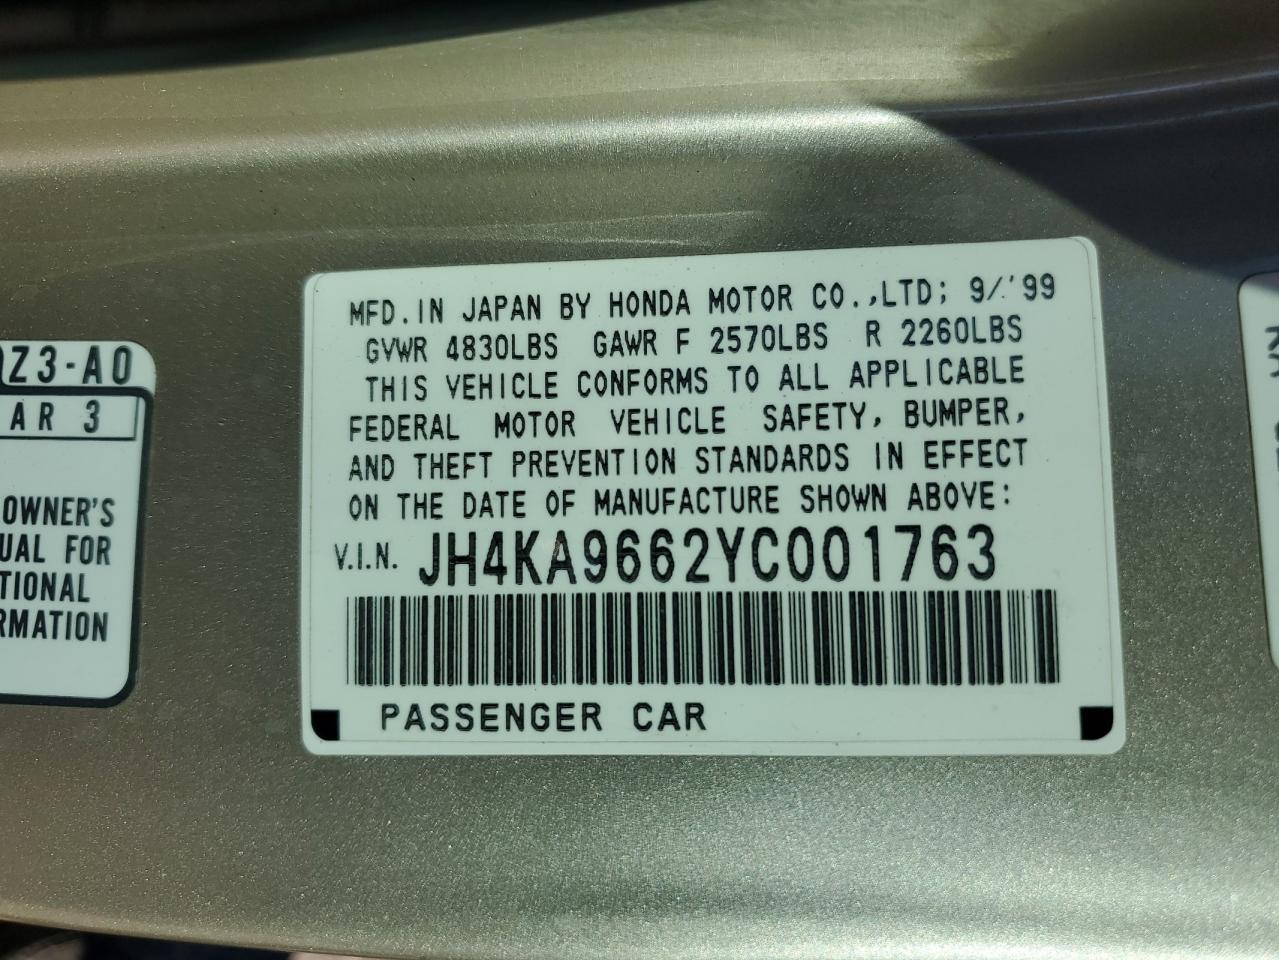 MFD. IN JAPAN BY HONDA MOTOR CO.,LTD; 9/'99
GVWR 4830LBS GAWR F 2570LBS R 2260LBS
THIS VEHICLE CONFORMS TO ALL APPLICABLE
FEDERAL MOTOR VEHICLE SAFETY, BUMPER,
AND THEFT PREVENTION STANDARDS IN EFFECT
ON THE DATE OF MANUFACTURE SHOWN ABOVE:
V.I.N. JH4KA9662YC001763
PASSENGER CAR
Z3-A0
AR 3
OWNER'S
UAL FOR
TIONAL
RMATION